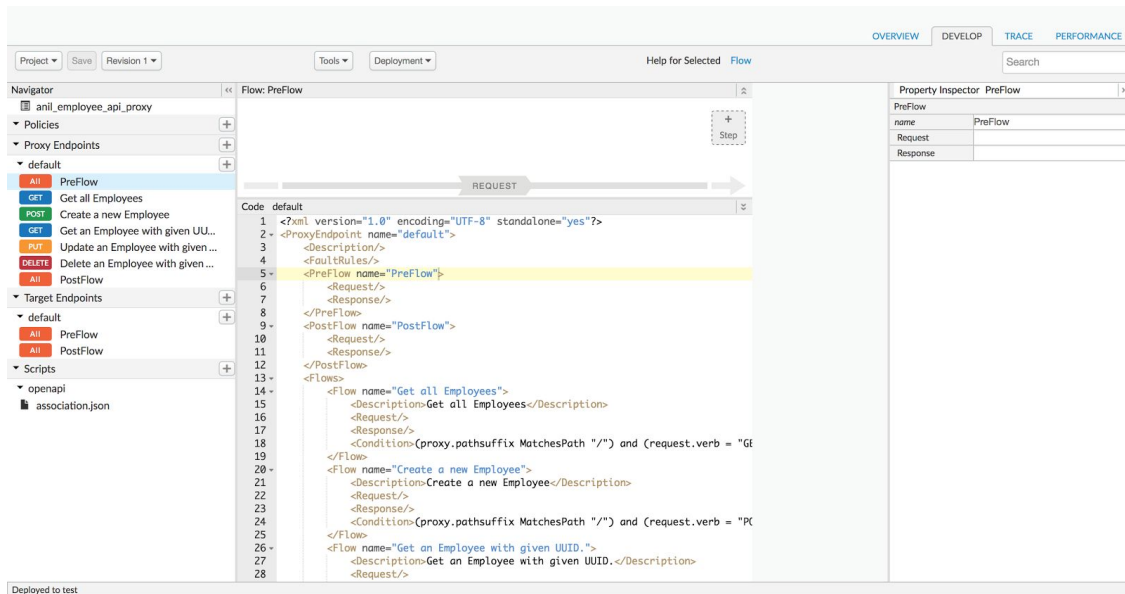 OVERVIEW DEVELOP TRACE PERFORMANCE
Project Save Revision 1 Tools Deployment Help for Selected Flow Search
Navigator
anil_employee_api_proxy
Policies
Proxy Endpoints
default
All PreFlow
GET Get all Employees
POST Create a new Employee
GET Get an Employee with given UU...
PUT Update an Employee with given ...
DELETE Delete an Employee with given ...
All PostFlow
Target Endpoints
default
All PreFlow
All PostFlow
Scripts
openapi
association.json
Flow: PreFlow
+
Step
REQUEST
Code default
1 <?xml version="1.0" encoding="UTF-8" standalone="yes"?>
2 <ProxyEndpoint name="default">
3 <Description/>
4 <FaultRules/>
5 <PreFlow name="PreFlow">
6 <Request/>
7 <Response/>
8 </PreFlow>
9 <PostFlow name="PostFlow">
10 <Request/>
11 <Response/>
12 </PostFlow>
13 <Flows>
14 <Flow name="Get all Employees">
15 <Description>Get all Employees</Description>
16 <Request/>
17 <Response/>
18 <Condition>(proxy.pathsuffix MatchesPath "/") and (request.verb = "GE
19 </Flow>
20 <Flow name="Create a new Employee">
21 <Description>Create a new Employee</Description>
22 <Request/>
23 <Response/>
24 <Condition>(proxy.pathsuffix MatchesPath "/") and (request.verb = "PO
25 </Flow>
26 <Flow name="Get an Employee with given UUID.">
27 <Description>Get an Employee with given UUID.</Description>
28 <Request/>
Property Inspector PreFlow
PreFlow
name PreFlow
Request
Response
Deployed to test